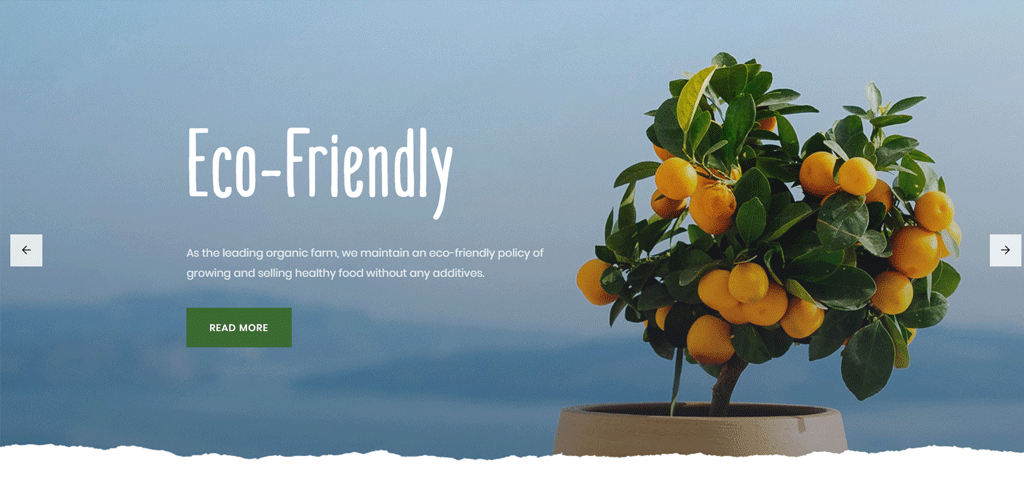 Eco-Friendly
As the leading organic farm, we maintain an eco-friendly policy of
growing and selling healthy food without any additives.
READ MORE